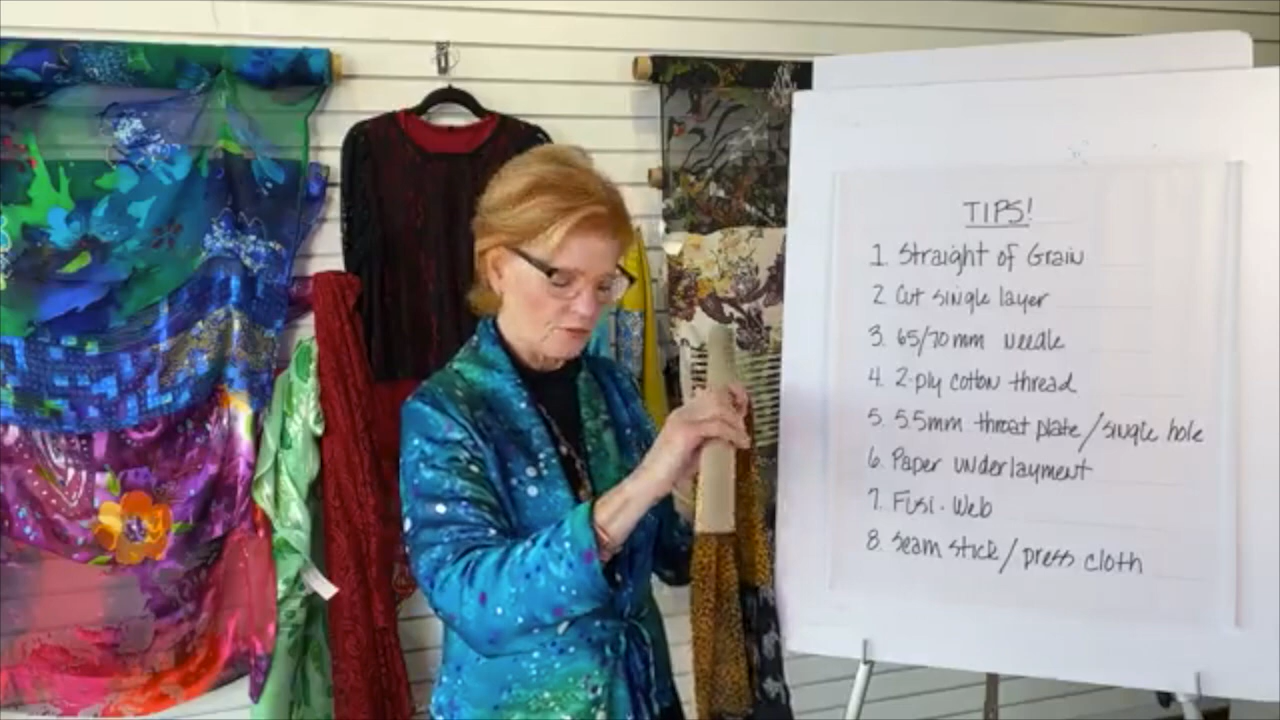 TIPS!
1. Straight of Grain
2 Cut single layer
3. 65/70mm needle
4. 2-ply cotton thread
5. 5.5mm throat plate/single hole
6. Paper underlayment
7. Fusi-Web
8. Seam stick/press cloth